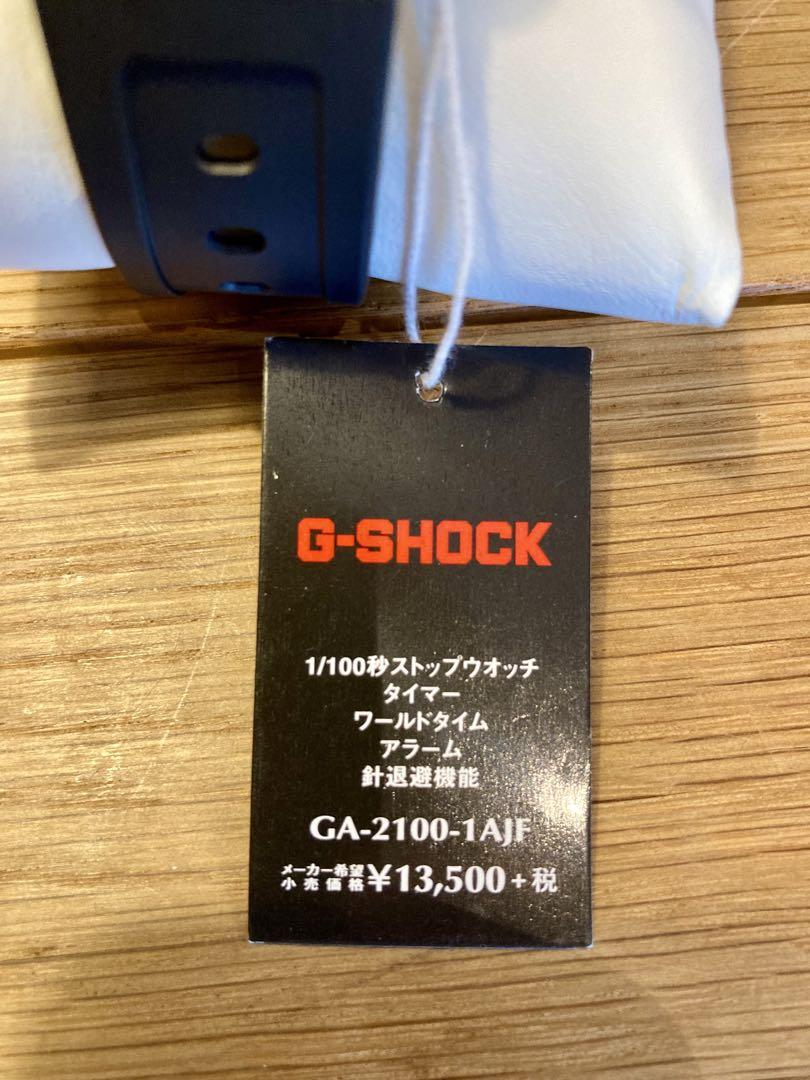 G-SHOCK
1/100秒ストップウオッチ
タイマー
ワールドタイム
アラーム
針退避機能
GA-2100-1AJF
メーカー希望小売価格 ¥13,500+税